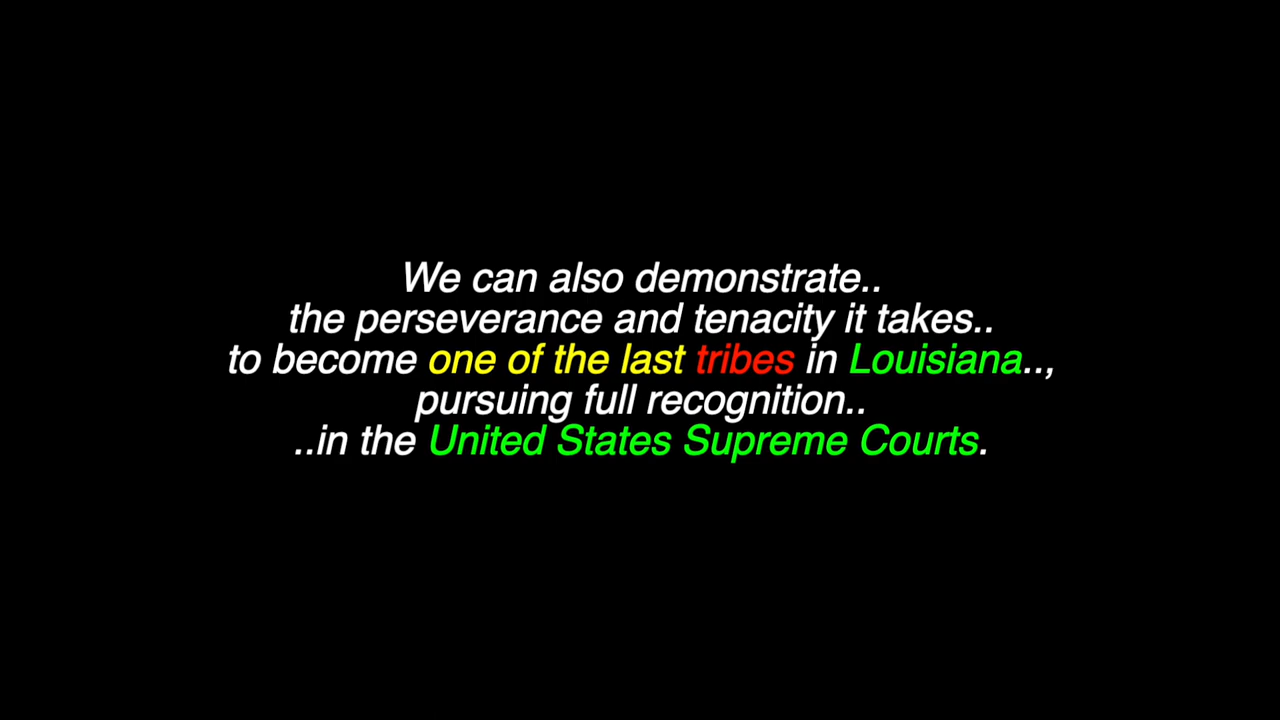 We can also demonstrate..
the perseverance and tenacity it takes..
to become one of the last tribes in Louisiana..,
pursuing full recognition..
..in the United States Supreme Courts.